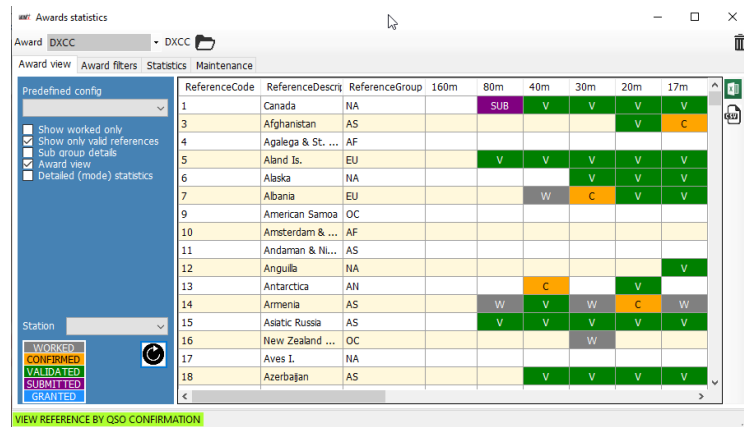 Awards statistics
Award DXCC DXCC
Award view Award filters Statistics Maintenance
Predefined config
Show worked only
Show only valid references
Sub group details
Award view
Detailed (mode) statistics
Station
WORKED
CONFIRMED
VALIDATED
SUBMITTED
GRANTED
ReferenceCode ReferenceDescrip ReferenceGroup 160m 80m 40m 30m 20m 17m
1 Canada NA SUB V V V V
3 Afghanistan AS V C
4 Agalega & St. ... AF
5 Aland Is. EU V V V V V
6 Alaska NA V V V
7 Albania EU W C V V
9 American Samoa OC
10 Amsterdam & ... AF
11 Andaman & Ni... AS
12 Anguilla NA V
13 Antarctica AN C V
14 Armenia AS W V W C W
15 Asiatic Russia AS V V V V V
16 New Zealand ... OC W
17 Aves I. NA
18 Azerbaijan AS V V V V
CSV
VIEW REFERENCE BY QSO CONFIRMATION